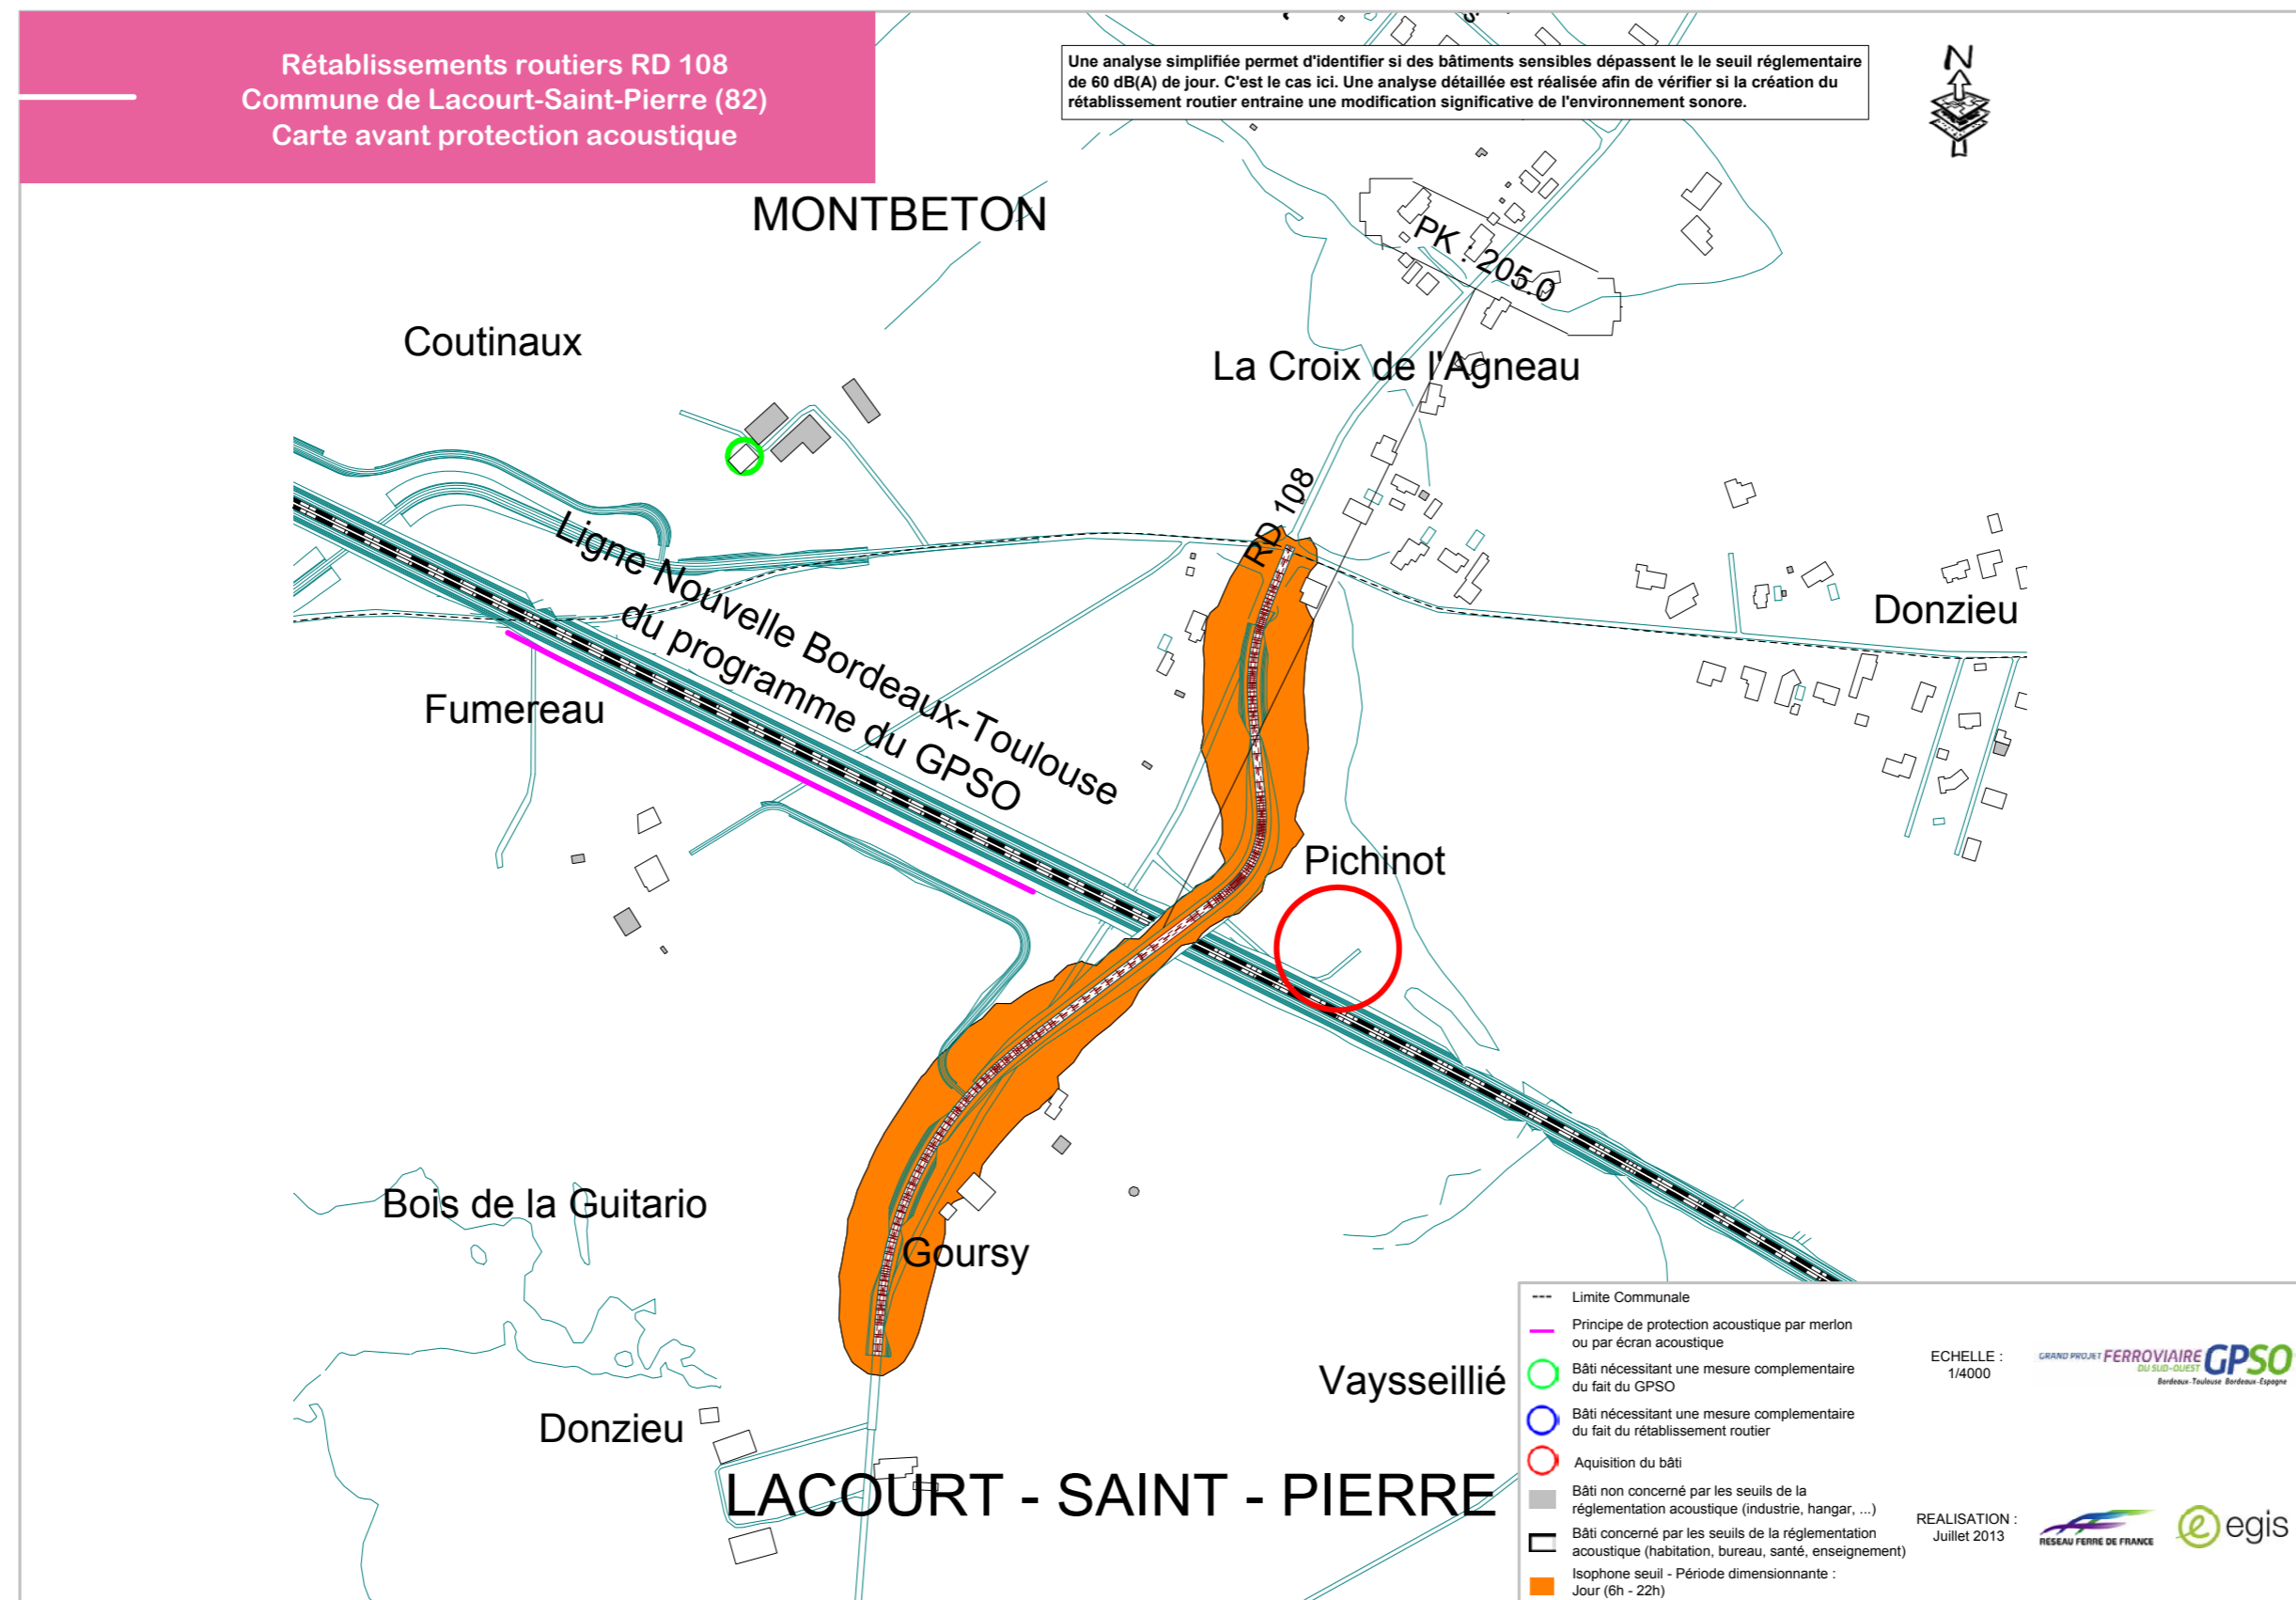 Rétablissements routiers RD 108
Commune de Lacourt-Saint-Pierre (82)
Carte avant protection acoustique
Une analyse simplifiée permet d'identifier si des bâtiments sensibles dépassent le le seuil réglementaire
de 60 dB(A) de jour. C'est le cas ici. Une analyse détaillée est réalisée afin de vérifier si la création du
rétablissement routier entraine une modification significative de l'environnement sonore.
N
MONTBETON
PK : 205.0
Coutinaux
La Croix de l'Agneau
RD 108
Ligne Nouvelle Bordeaux-Toulouse
du programme du GPSO
Donzieu
Fumereau
Pichinot
Bois de la Guitario
Goursy
Vaysseillié
Donzieu
LACOURT - SAINT - PIERRE
Limite Communale
Principe de protection acoustique par merlon
ou par écran acoustique
Bâti nécessitant une mesure complementaire
du fait du GPSO
Bâti nécessitant une mesure complementaire
du fait du rétablissement routier
Aquisition du bâti
Bâti non concerné par les seuils de la
réglementation acoustique (industrie, hangar, ...)
Bâti concerné par les seuils de la réglementation
acoustique (habitation, bureau, santé, enseignement)
Isophone seuil - Période dimensionnante :
Jour (6h - 22h)
ECHELLE :
1/4000
GRAND PROJET FERROVIAIRE
DU SUD-OUEST
GPSO
Bordeaux-Toulouse Bordeaux-Espagne
REALISATION :
Juillet 2013
RESEAU FERRE DE FRANCE
e egis